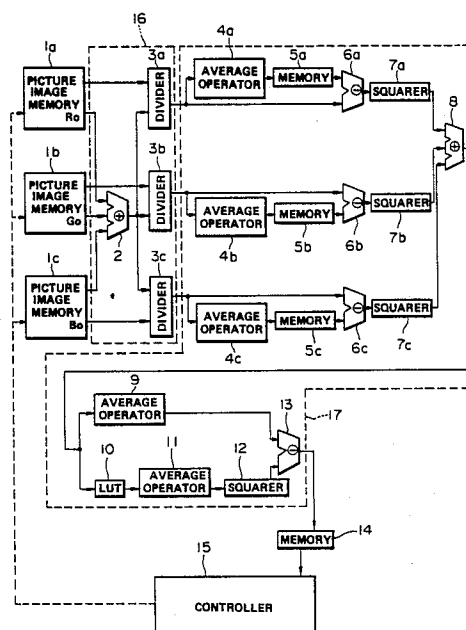 16
1a
3a
4a
5a
6a
7a
PICTURE
IMAGE
MEMORY
Ro
DIVIDER
AVERAGE
OPERATOR
MEMORY
⊖
SQUARER
8
1b
3b
PICTURE
IMAGE
MEMORY
Go
⊕
2
DIVIDER
AVERAGE
OPERATOR
4b
MEMORY
5b
⊖
6b
SQUARER
7b
⊕
1c
3c
PICTURE
IMAGE
MEMORY
Bo
DIVIDER
AVERAGE
OPERATOR
4c
MEMORY
5c
⊖
6c
SQUARER
7c
9
AVERAGE
OPERATOR
13
17
10
LUT
11
AVERAGE
OPERATOR
12
SQUARER
⊖
MEMORY
14
15
CONTROLLER